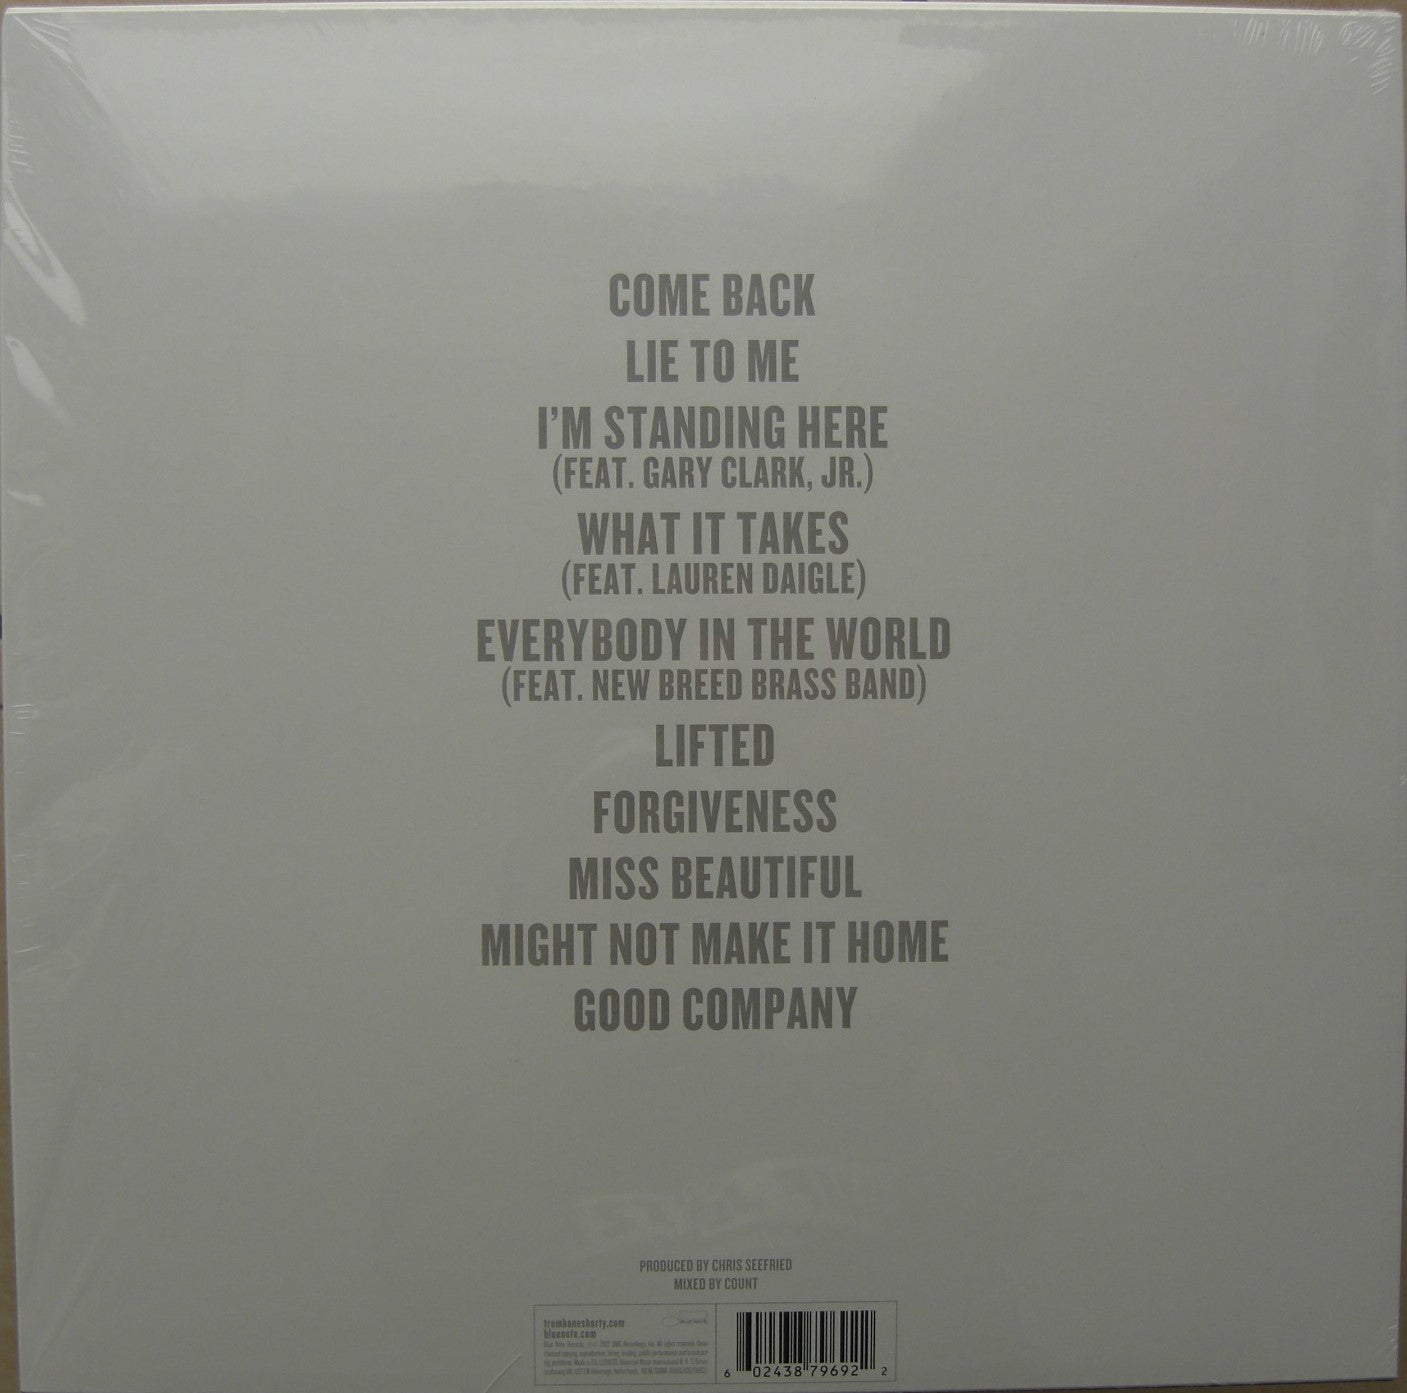 COME BACK
LIE TO ME
I'M STANDING HERE
(FEAT. GARY CLARK, JR.)
WHAT IT TAKES
(FEAT. LAUREN DAIGLE)
EVERYBODY IN THE WORLD
(FEAT. NEW BREED BRASS BAND)
LIFTED
FORGIVENESS
MISS BEAUTIFUL
MIGHT NOT MAKE IT HOME
GOOD COMPANY
PRODUCED BY CHRIS SEEFRIED
MIXED BY COUNT
tromboneshorty.com
bluenote.com
BLUE NOTE
6 02438 79692 2